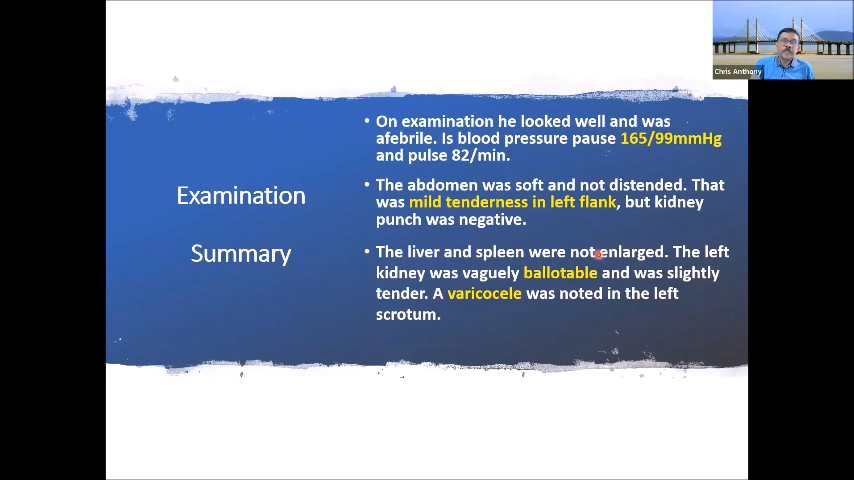 Chris Anthony
Examination
Summary
• On examination he looked well and was
afebrile. Is blood pressure pause 165/99mmHg
and pulse 82/min.
• The abdomen was soft and not distended. That
was mild tenderness in left flank, but kidney
punch was negative.
• The liver and spleen were not enlarged. The left
kidney was vaguely ballotable and was slightly
tender. A varicocele was noted in the left
scrotum.